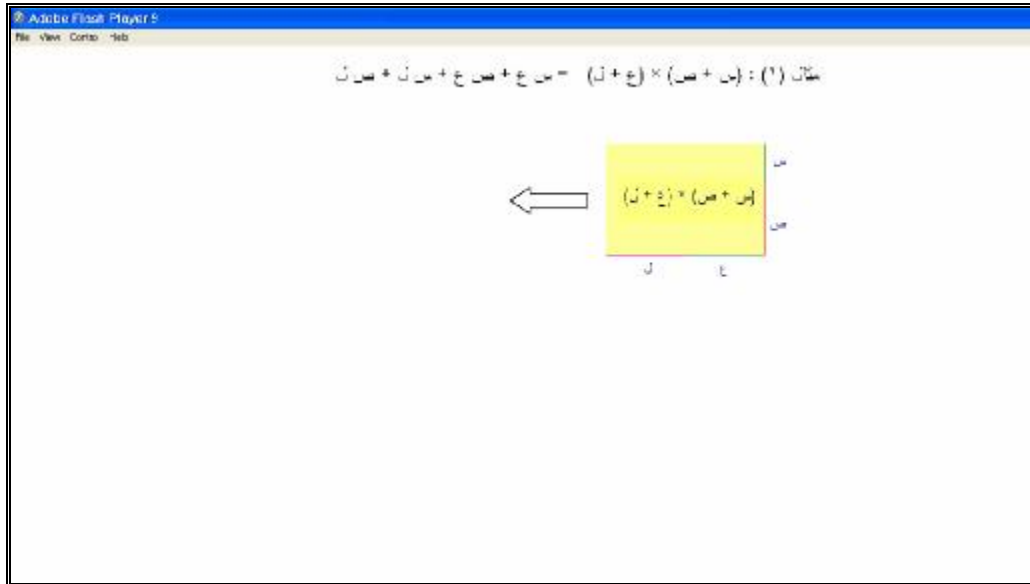 Adobe Flash Player 9
File View Control Help
مثال (١) : (س + ص) × (ع + ل) = س ع + ص ع + س ل + ص ل
س
(س + ص) × (ع + ل)
ص
ع ل